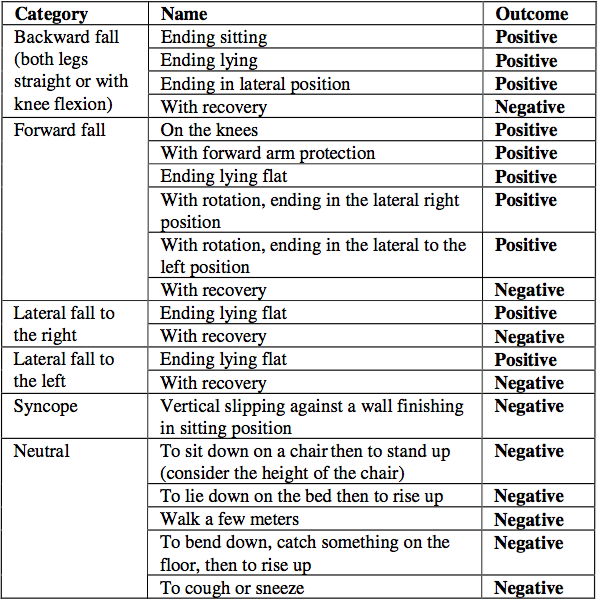 Category Name Outcome
Backward fall Ending sitting Positive
(both legs Ending lying Positive
straight or with Ending in lateral position Positive
knee flexion) With recovery Negative
Forward fall On the knees Positive
With forward arm protection Positive
Ending lying flat Positive
With rotation, ending in the lateral right Positive
position
With rotation, ending in the lateral to the Positive
left position
With recovery Negative
Lateral fall to Ending lying flat Positive
the right With recovery Negative
Lateral fall to Ending lying flat Positive
the left With recovery Negative
Syncope Vertical slipping against a wall finishing Negative
in sitting position
Neutral To sit down on a chair then to stand up Negative
(consider the height of the chair)
To lie down on the bed then to rise up Negative
Walk a few meters Negative
To bend down, catch something on the Negative
floor, then to rise up
To cough or sneeze Negative